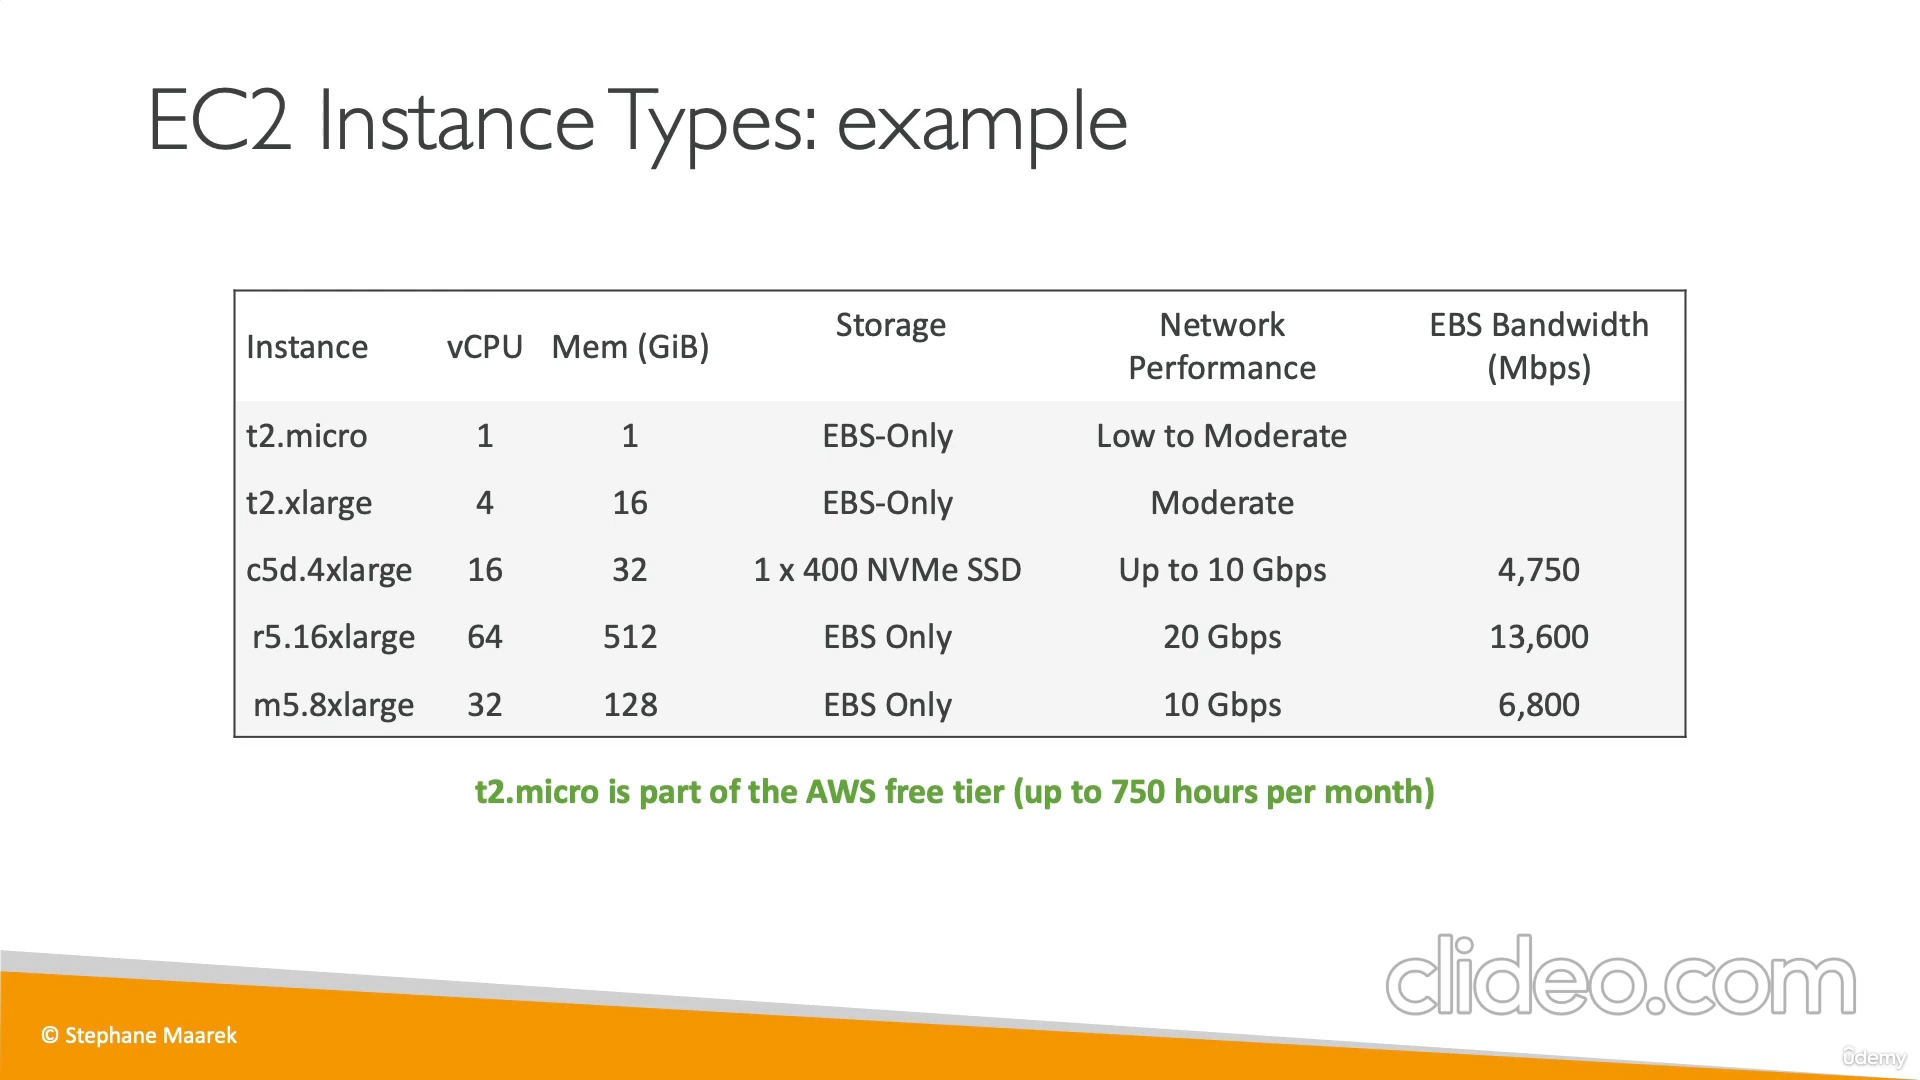 EC2 Instance Types: example
Instance vCPU Mem (GiB) Storage Network Performance EBS Bandwidth (Mbps)
t2.micro 1 1 EBS-Only Low to Moderate
t2.xlarge 4 16 EBS-Only Moderate
c5d.4xlarge 16 32 1 x 400 NVMe SSD Up to 10 Gbps 4,750
r5.16xlarge 64 512 EBS Only 20 Gbps 13,600
m5.8xlarge 32 128 EBS Only 10 Gbps 6,800
t2.micro is part of the AWS free tier (up to 750 hours per month)
clideo.com
© Stephane Maarek
ûdemy